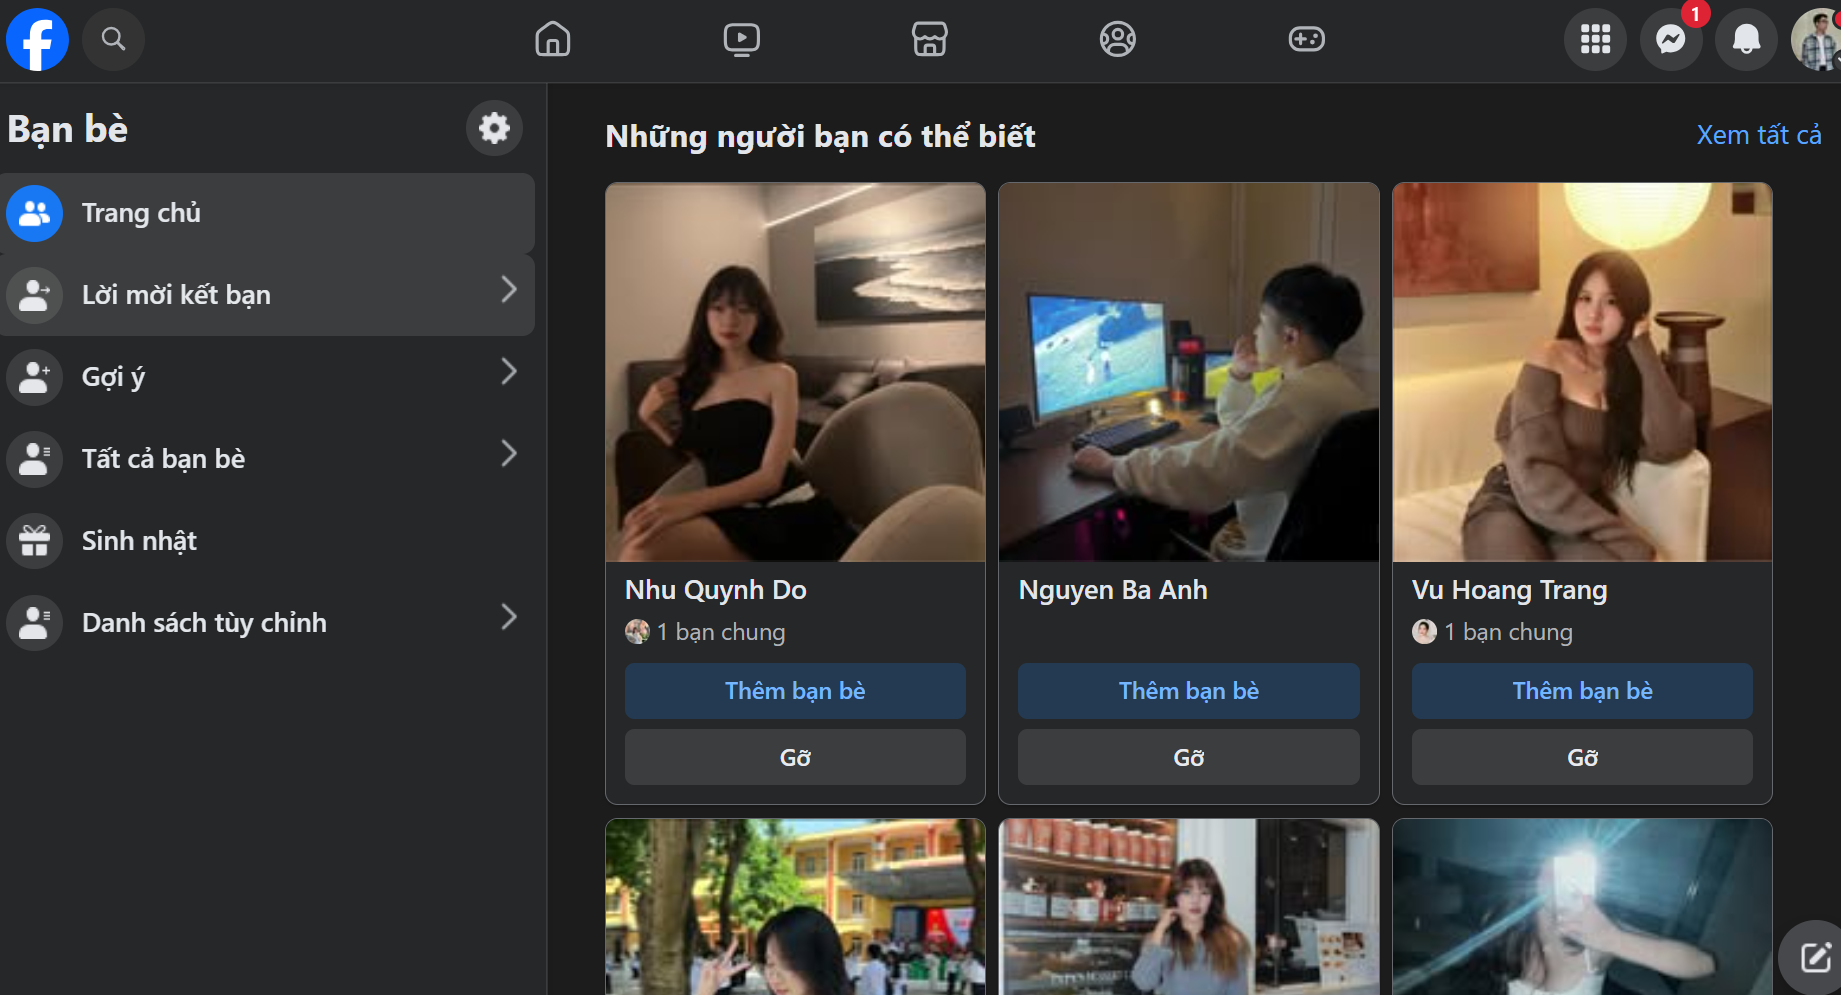 1
Bạn bè
Trang chủ
Lời mời kết bạn
Gợi ý
Tất cả bạn bè
Sinh nhật
Danh sách tùy chỉnh
Những người bạn có thể biết
Xem tất cả
Nhu Quynh Do
1 bạn chung
Thêm bạn bè
Gỡ
Nguyen Ba Anh
Thêm bạn bè
Gỡ
Vu Hoang Trang
1 bạn chung
Thêm bạn bè
Gỡ